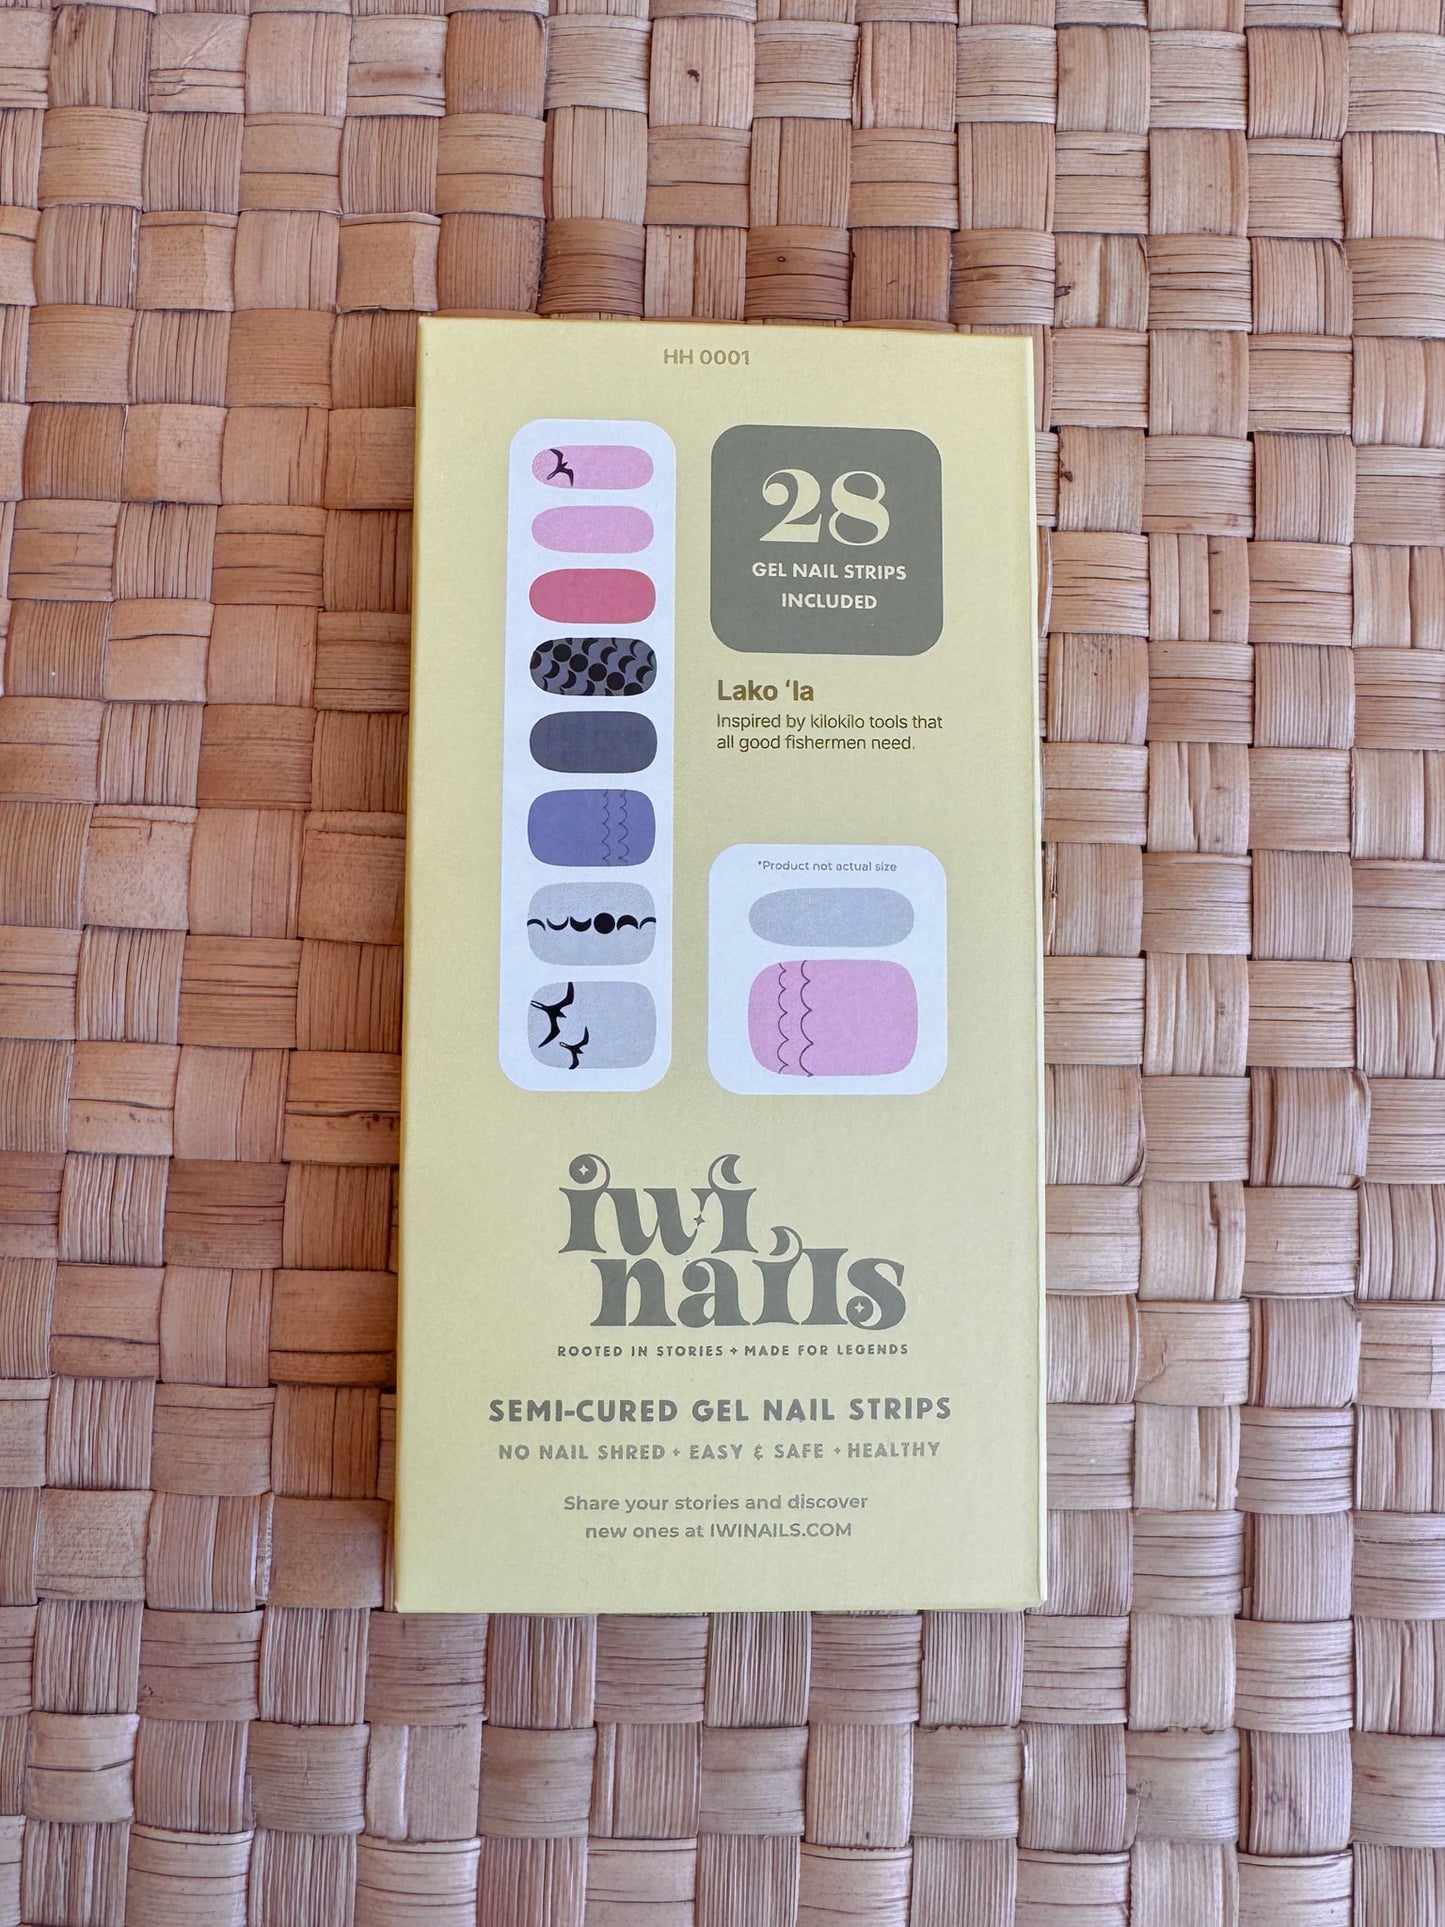 HH 0001
28
GEL NAIL STRIPS
INCLUDED
Lako ‘Ia
Inspired by kilokilo tools that
all good fishermen need.
*Product not actual size
iwi
nails
ROOTED IN STORIES + MADE FOR LEGENDS
SEMI-CURED GEL NAIL STRIPS
NO NAIL SHRED + EASY & SAFE + HEALTHY
Share your stories and discover
new ones at IWINAILS.COM